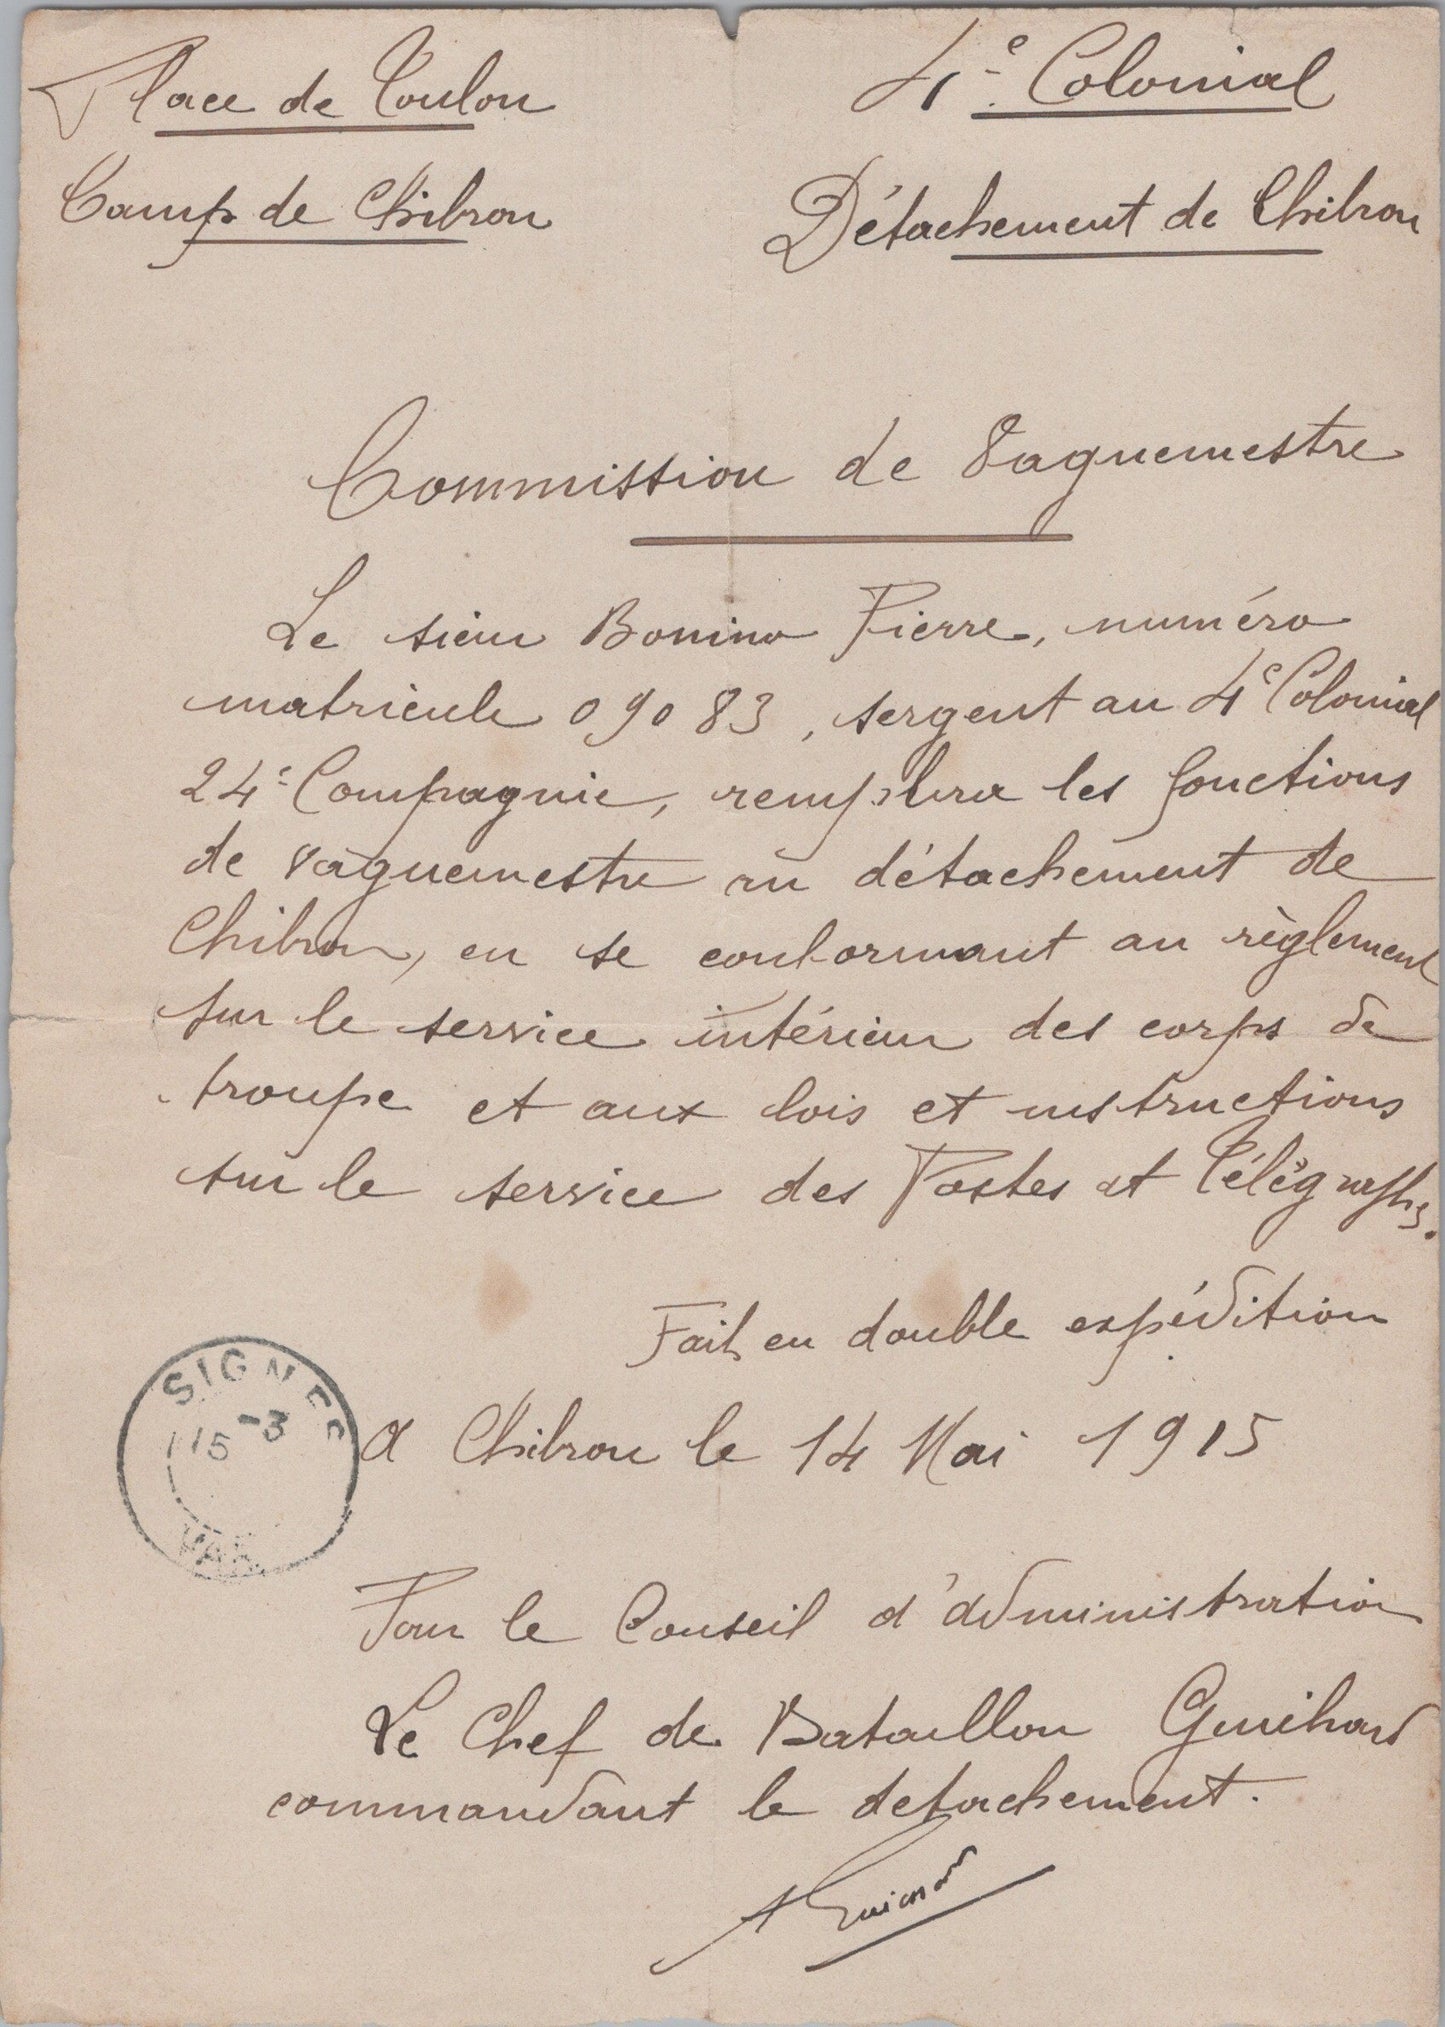 Place de Toulon
4e Colonial
Camp de Chibron
Détachement de Chibron
Commission de Vaguemestre
Le sieur Bonino Pierre, numéro
matricule 09083, sergent au 4e Colonial
24e Compagnie, remplira les fonctions
de vaguemestre au détachement de
Chibron, en se conformant au règlement
sur le service intérieur des corps de
troupe et aux lois et instructions
sur le service des Postes et Télégraphes.
Fait en double expédition
SIGNES
15 -3
VAR
A Chibron le 14 Mai 1915
Pour le Conseil d'administration
Le Chef de Bataillon Guichard
commandant le detachement.